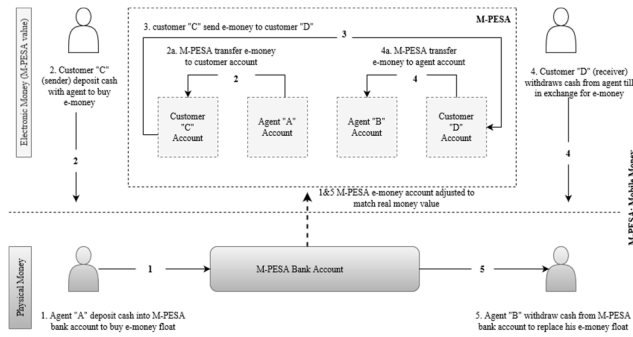 M-PESA
3. customer "C" send e-money to customer "D"
3
2a. M-PESA transfer e-money
to customer account
2
4a. M-PESA transfer
e-money to agent account
4
Customer
"C"
Account
Agent "A"
Account
Agent "B"
Account
Customer
"D"
Account
Electronic Money (M-PESA value)
2. Customer "C"
(sender) deposit cash
with agent to buy
e-money
2
4. Customer "D" (receiver)
withdraws cash from agent till
in exchange for e-money
4
1&5 M-PESA e-money account adjusted to
match real money value
M-PESA: Mobile Money
Physical Money
1
M-PESA Bank Account
5
1. Agent "A" deposit cash into M-PESA
bank account to buy e-money float
5. Agent "B" withdraw cash from M-PESA
bank account to replace his e-money float